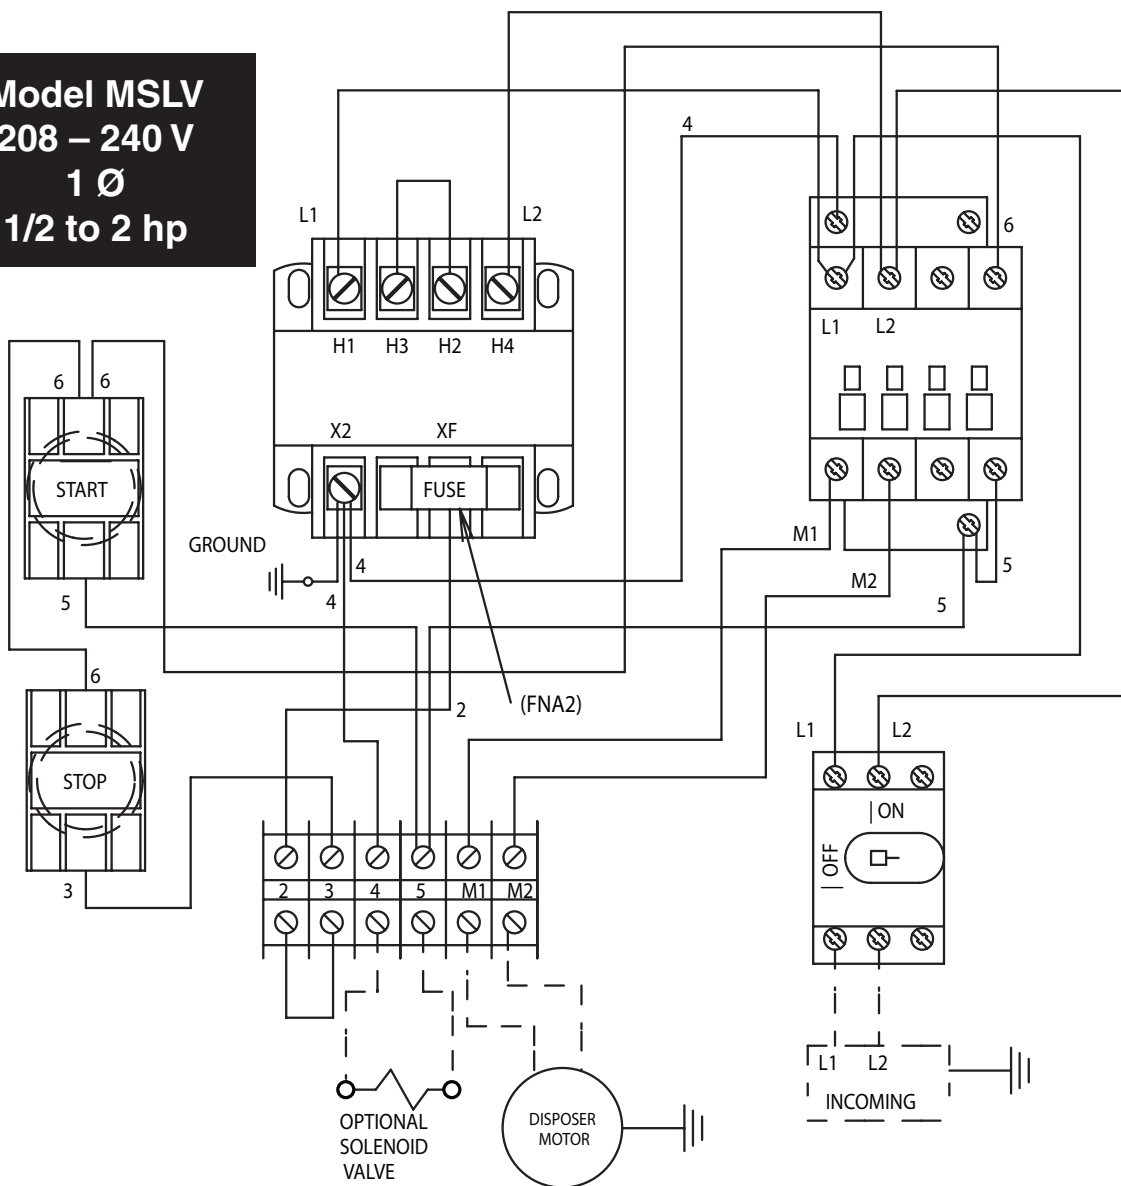 Model MSLV
208 – 240 V
1 Ø
1/2 to 2 hp
4
L1
L2
6
H1 H3 H2 H4
L1 L2
6 6
X2 XF
START
FUSE
GROUND
4
4
M1
M2
5
5
5
6
2
(FNA2)
L1 L2
STOP
| ON
| OFF
3
2 3 4 5 M1 M2
L1 L2
INCOMING
OPTIONAL
SOLENOID
VALVE
DISPOSER
MOTOR